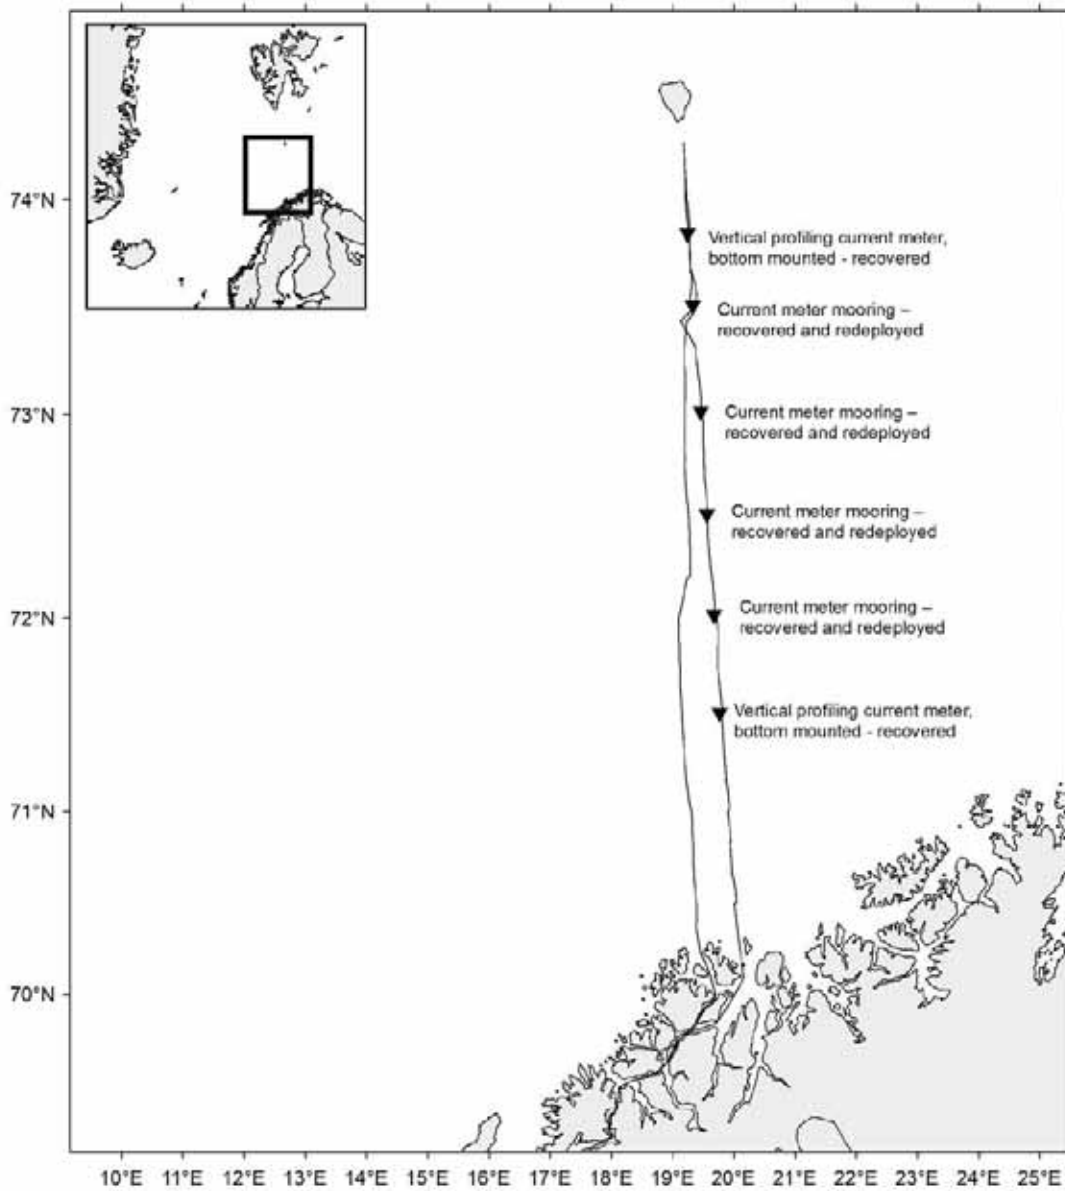 74°N
Vertical profiling current meter,
bottom mounted - recovered
Current meter mooring –
recovered and redeployed
73°N
Current meter mooring –
recovered and redeployed
Current meter mooring –
recovered and redeployed
72°N
Current meter mooring –
recovered and redeployed
Vertical profiling current meter,
bottom mounted - recovered
71°N
70°N
10°E 11°E 12°E 13°E 14°E 15°E 16°E 17°E 18°E 19°E 20°E 21°E 22°E 23°E 24°E 25°E